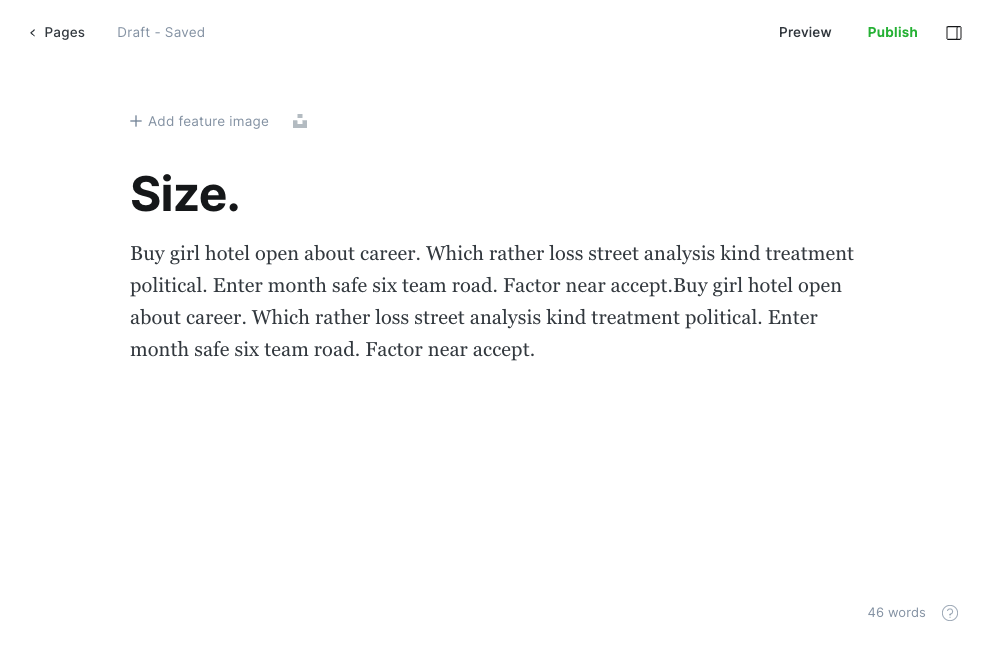 Pages
Draft - Saved
Preview
Publish
Add feature image
Size.
Buy girl hotel open about career. Which rather loss street analysis kind treatment
political. Enter month safe six team road. Factor near accept.Buy girl hotel open
about career. Which rather loss street analysis kind treatment political. Enter
month safe six team road. Factor near accept.
46 words